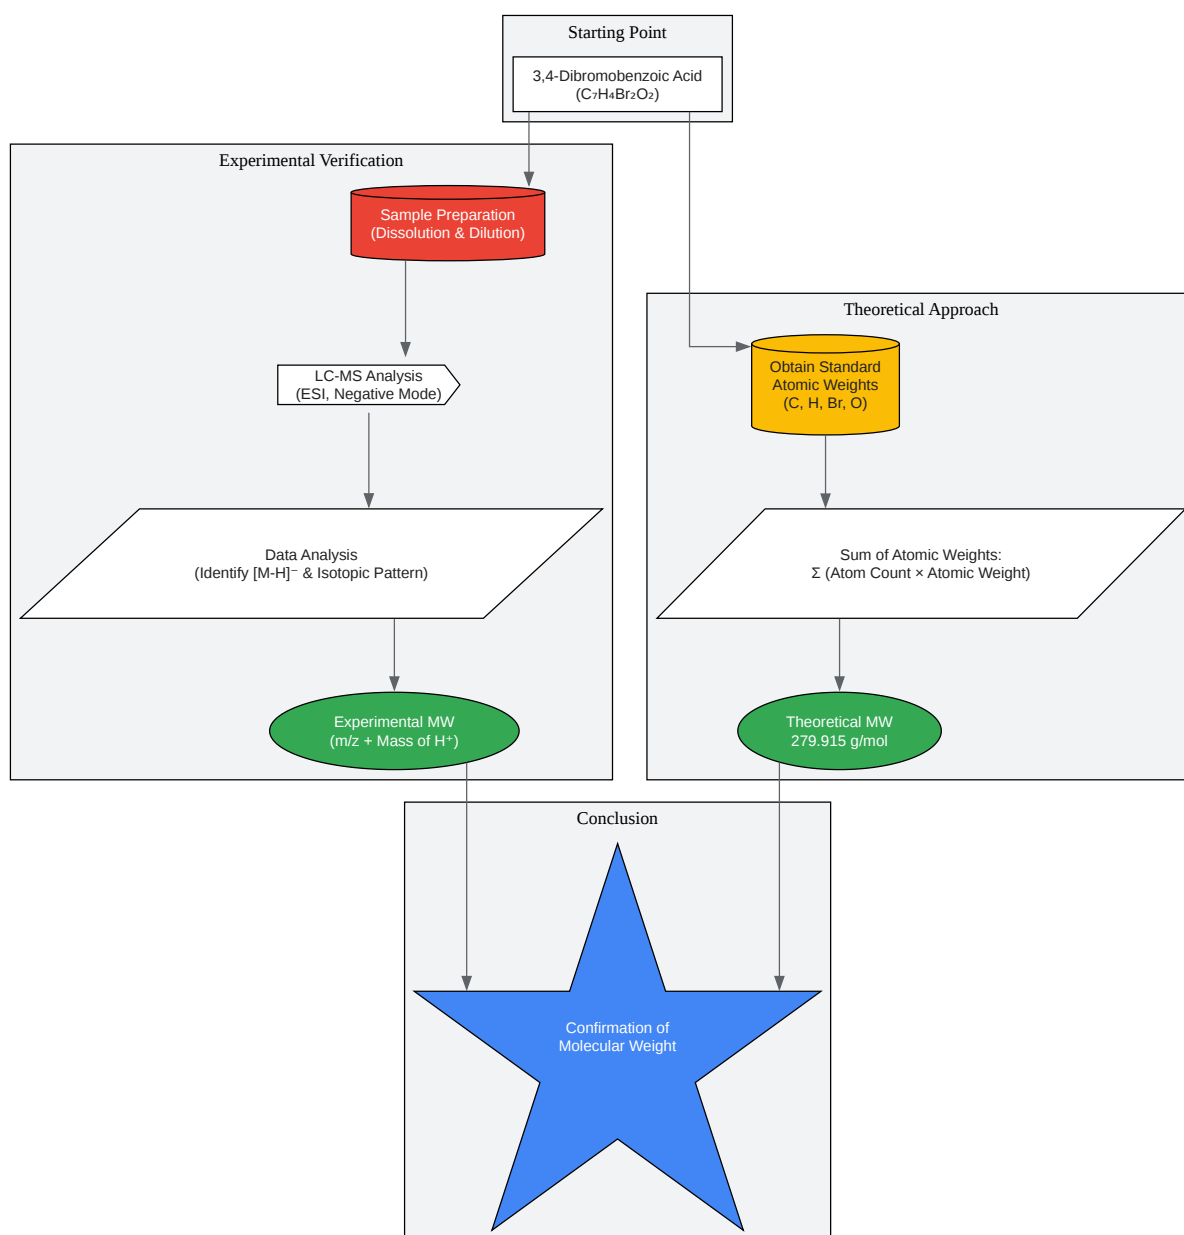 Starting Point
3,4-Dibromobenzoic Acid
(C₇H₄Br₂O₂)
Experimental Verification
Sample Preparation
(Dissolution & Dilution)
LC-MS Analysis
(ESI, Negative Mode)
Data Analysis
(Identify [M-H]⁻ & Isotopic Pattern)
Experimental MW
(m/z + Mass of H⁺)
Theoretical Approach
Obtain Standard
Atomic Weights
(C, H, Br, O)
Sum of Atomic Weights:
Σ (Atom Count × Atomic Weight)
Theoretical MW
279.915 g/mol
Conclusion
Confirmation of
Molecular Weight